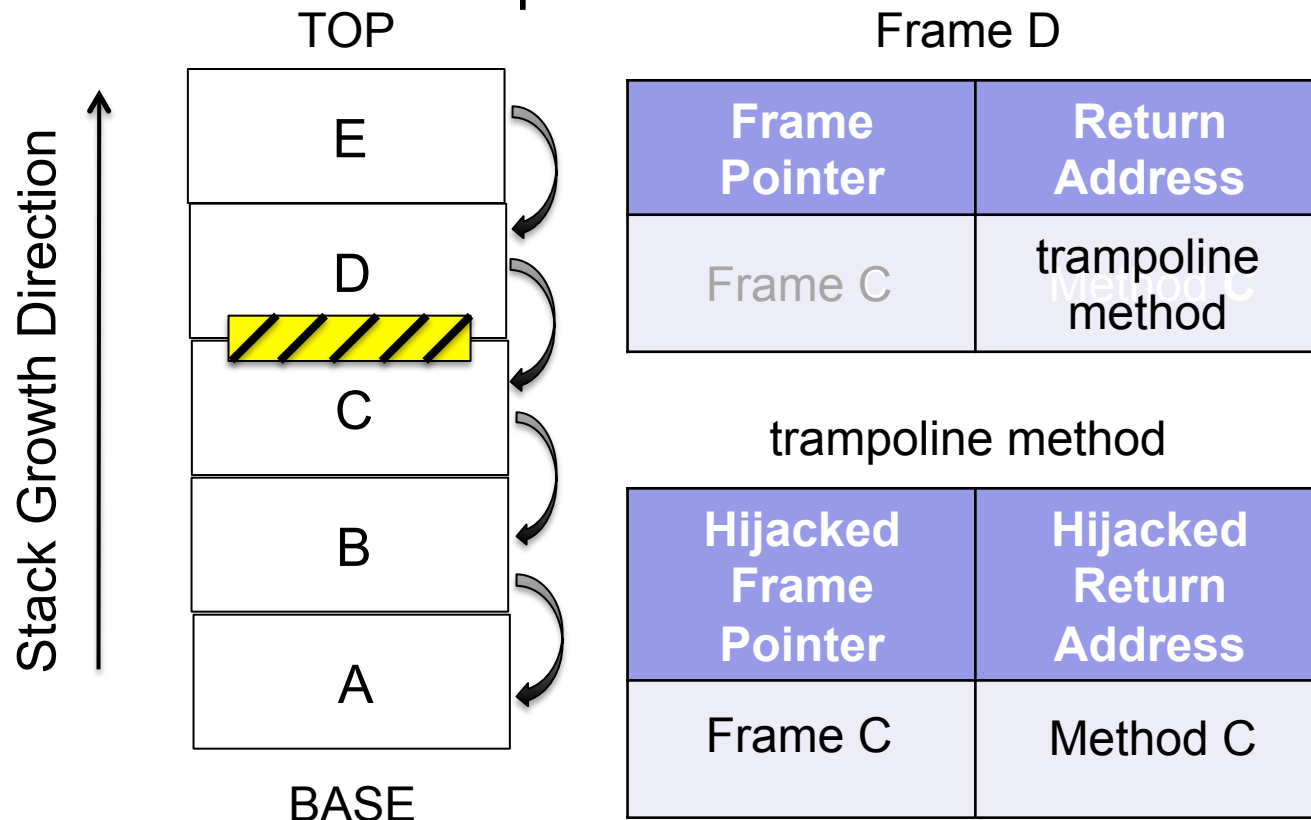 TOP
Stack Growth Direction
E
D
C
B
A
BASE
Frame D
Frame
Pointer
Return
Address
Frame C
trampoline
method
Method C
trampoline method
Hijacked
Frame
Pointer
Hijacked
Return
Address
Frame C
Method C